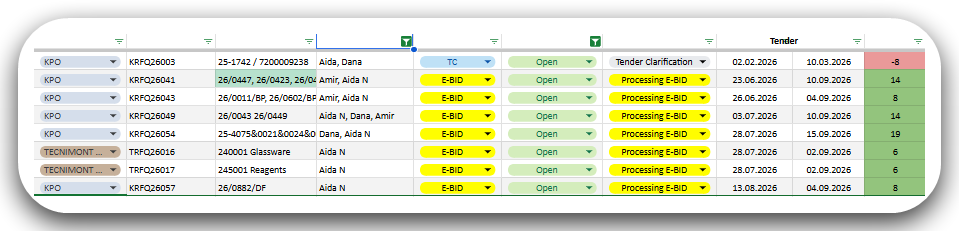 Tender
KPO KRFQ26003 25-1742 / 7200009238 Aida, Dana TC Open Tender Clarification 02.02.2026 10.03.2026 -8
KPO KRFQ26041 26/0447, 26/0423, 26/04 Amir, Aida N E-BID Open Processing E-BID 23.06.2026 10.09.2026 14
KPO KRFQ26043 26/0011/BP, 26/0602/BP Amir, Aida N E-BID Open Processing E-BID 26.06.2026 04.09.2026 8
KPO KRFQ26049 26/0043 26/0449 Aida N, Dana, Amir E-BID Open Processing E-BID 03.07.2026 10.09.2026 14
KPO KRFQ26054 25-4075&0021&0024&0 Dana, Aida N E-BID Open Processing E-BID 28.07.2026 15.09.2026 19
TECNIMONT ... TRFQ26016 240001 Glassware Aida N E-BID Open Processing E-BID 28.07.2026 02.09.2026 6
TECNIMONT ... TRFQ26017 245001 Reagents Aida N E-BID Open Processing E-BID 28.07.2026 02.09.2026 6
KPO KRFQ26057 26/0882/DF Aida N E-BID Open Processing E-BID 13.08.2026 04.09.2026 8